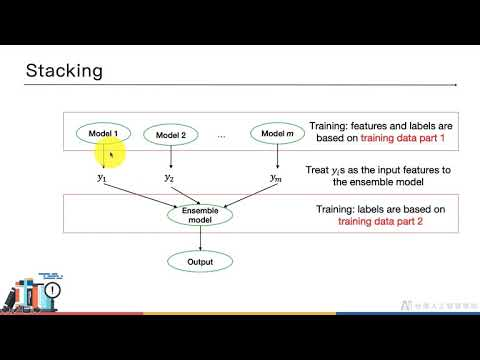 Stacking
Model 1
Model 2
...
Model m
Training: features and labels are
based on training data part 1
y₁
y₂
yₘ
Treat yᵢs as the input features to
the ensemble model
Ensemble
model
Training: labels are based on
training data part 2
Output